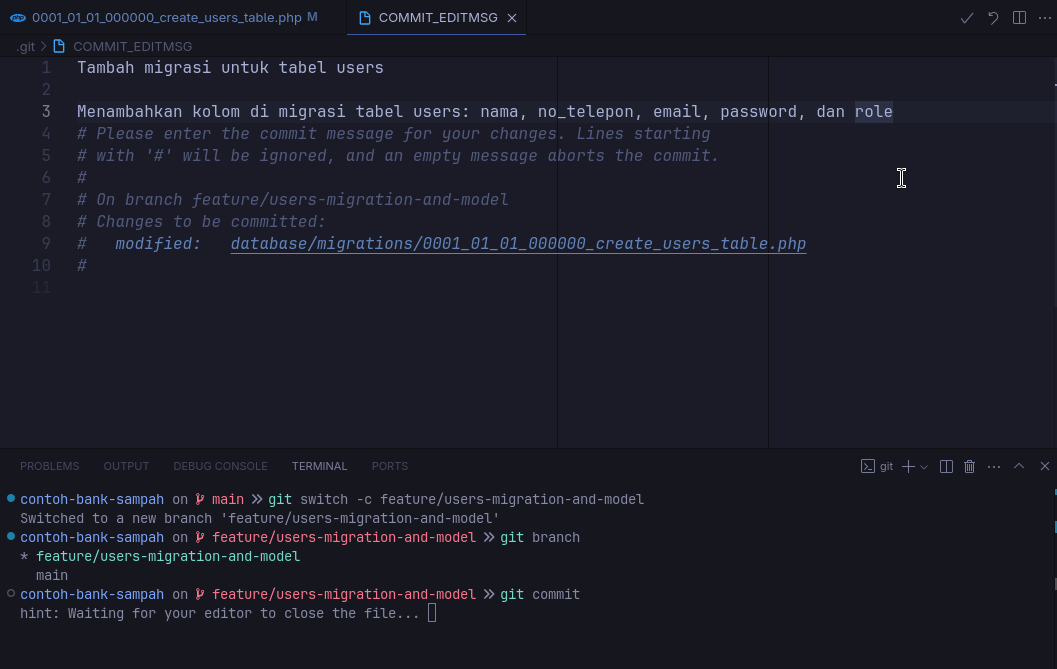 php 0001_01_01_000000_create_users_table.php M COMMIT_EDITMSG
.git COMMIT_EDITMSG
1 Tambah migrasi untuk tabel users
2
3 Menambahkan kolom di migrasi tabel users: nama, no_telepon, email, password, dan role
4 # Please enter the commit message for your changes. Lines starting
5 # with '#' will be ignored, and an empty message aborts the commit.
6 #
7 # On branch feature/users-migration-and-model
8 # Changes to be committed:
9 # modified: database/migrations/0001_01_01_000000_create_users_table.php
10 #
11
PROBLEMS OUTPUT DEBUG CONSOLE TERMINAL PORTS git
contoh-bank-sampah on main » git switch -c feature/users-migration-and-model
Switched to a new branch 'feature/users-migration-and-model'
contoh-bank-sampah on feature/users-migration-and-model » git branch
* feature/users-migration-and-model
main
contoh-bank-sampah on feature/users-migration-and-model » git commit
hint: Waiting for your editor to close the file...